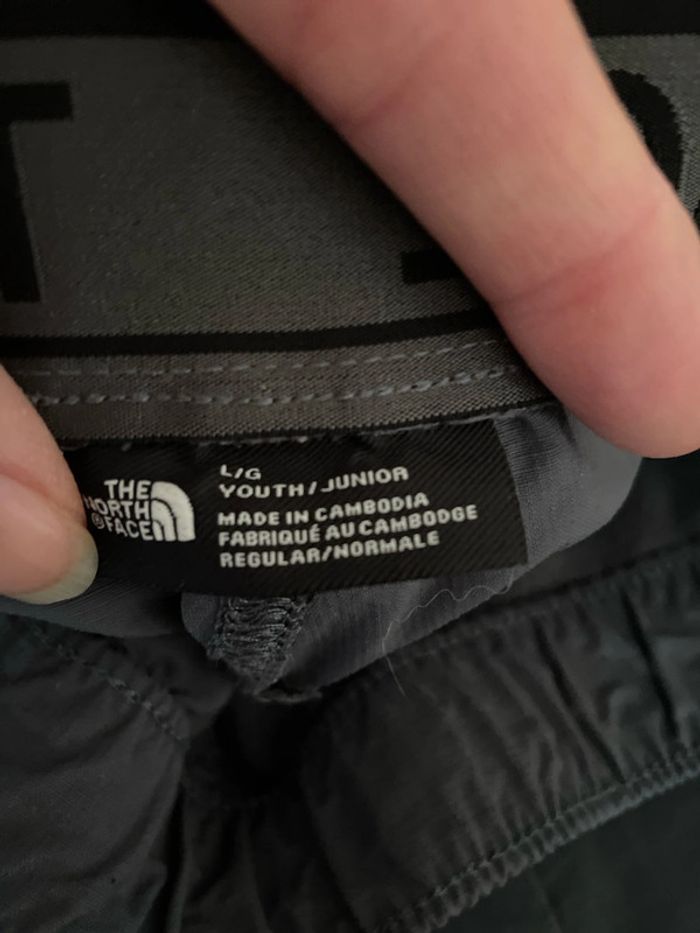 THE
NORTH
FACE
L/G
YOUTH/JUNIOR
MADE IN CAMBODIA
FABRIQUÉ AU CAMBODGE
REGULAR/NORMALE